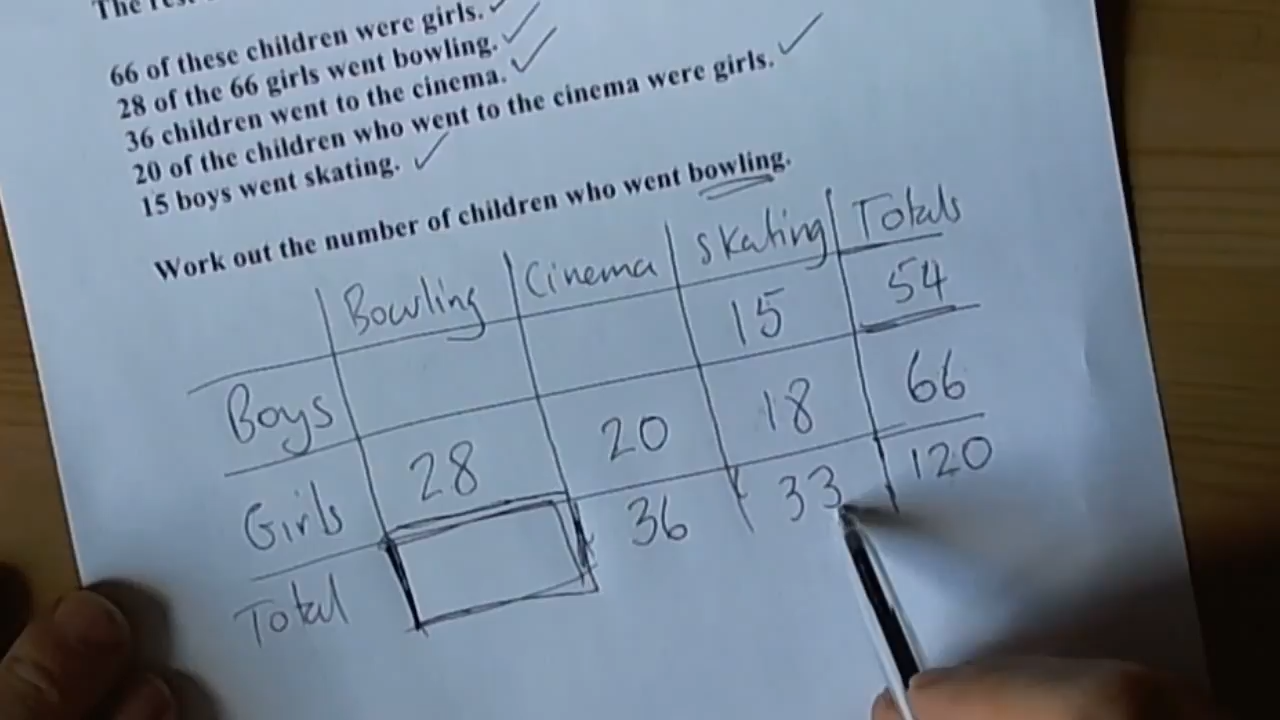 The rest
66 of these children were girls.
28 of the 66 girls went bowling.
36 children went to the cinema.
20 of the children who went to the cinema were girls.
15 boys went skating.
Work out the number of children who went bowling.
Bowling Cinema Skating Totals
Boys 15 54
Girls 28 20 18 66
Total 36 33 120